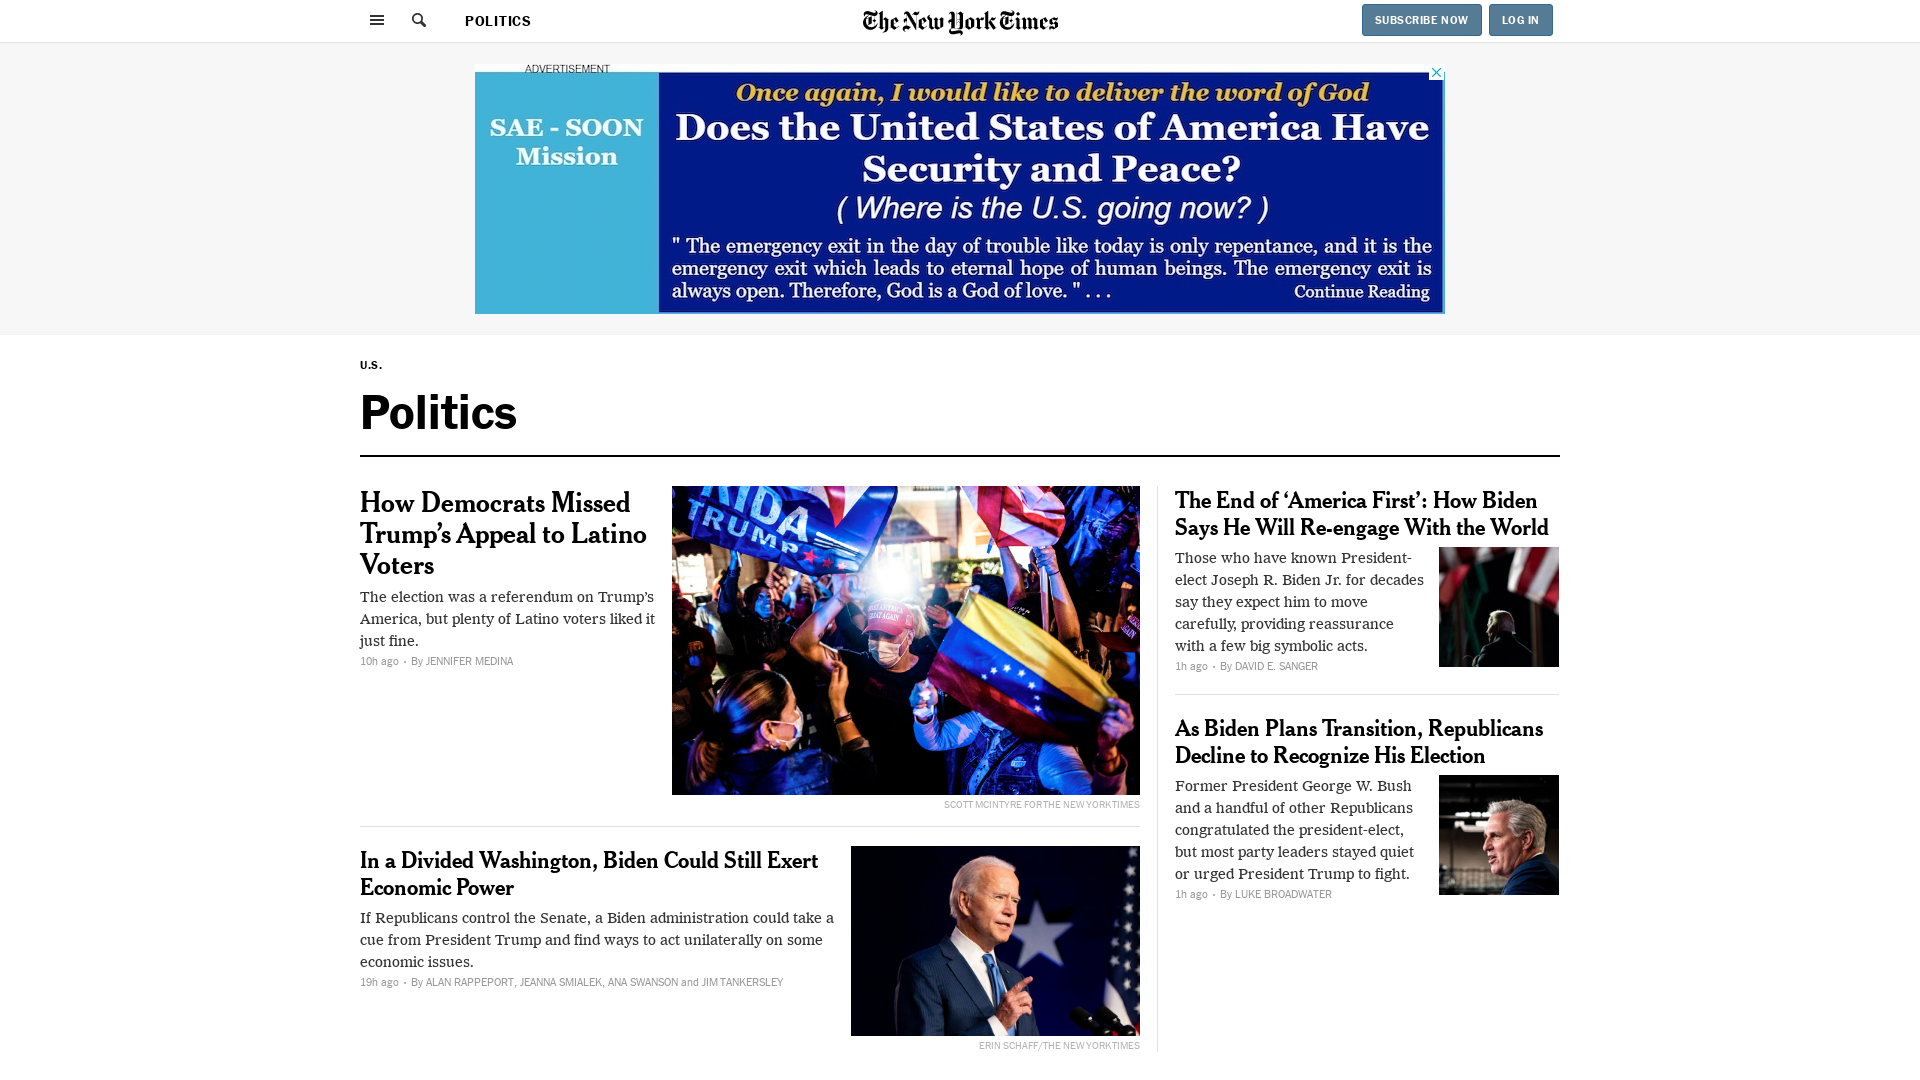 POLITICS
The New York Times
SUBSCRIBE NOW
LOG IN
ADVERTISEMENT
SAE - SOON
Mission
Once again, I would like to deliver the word of God
Does the United States of America Have
Security and Peace?
( Where is the U.S. going now? )
" The emergency exit in the day of trouble like today is only repentance, and it is the
emergency exit which leads to eternal hope of human beings. The emergency exit is
always open. Therefore, God is a God of love. " . . .
Continue Reading
U.S.
Politics
How Democrats Missed
Trump’s Appeal to Latino
Voters
The election was a referendum on Trump’s
America, but plenty of Latino voters liked it
just fine.
10h ago · By JENNIFER MEDINA
TRUMP
SCOTT MCINTYRE FOR THE NEW YORK TIMES
In a Divided Washington, Biden Could Still Exert
Economic Power
If Republicans control the Senate, a Biden administration could take a
cue from President Trump and find ways to act unilaterally on some
economic issues.
19h ago · By ALAN RAPPEPORT, JEANNA SMIALEK, ANA SWANSON and JIM TANKERSLEY
ERIN SCHAFF/THE NEW YORK TIMES
The End of ‘America First’: How Biden
Says He Will Re-engage With the World
Those who have known President-
elect Joseph R. Biden Jr. for decades
say they expect him to move
carefully, providing reassurance
with a few big symbolic acts.
1h ago · By DAVID E. SANGER
As Biden Plans Transition, Republicans
Decline to Recognize His Election
Former President George W. Bush
and a handful of other Republicans
congratulated the president-elect,
but most party leaders stayed quiet
or urged President Trump to fight.
1h ago · By LUKE BROADWATER